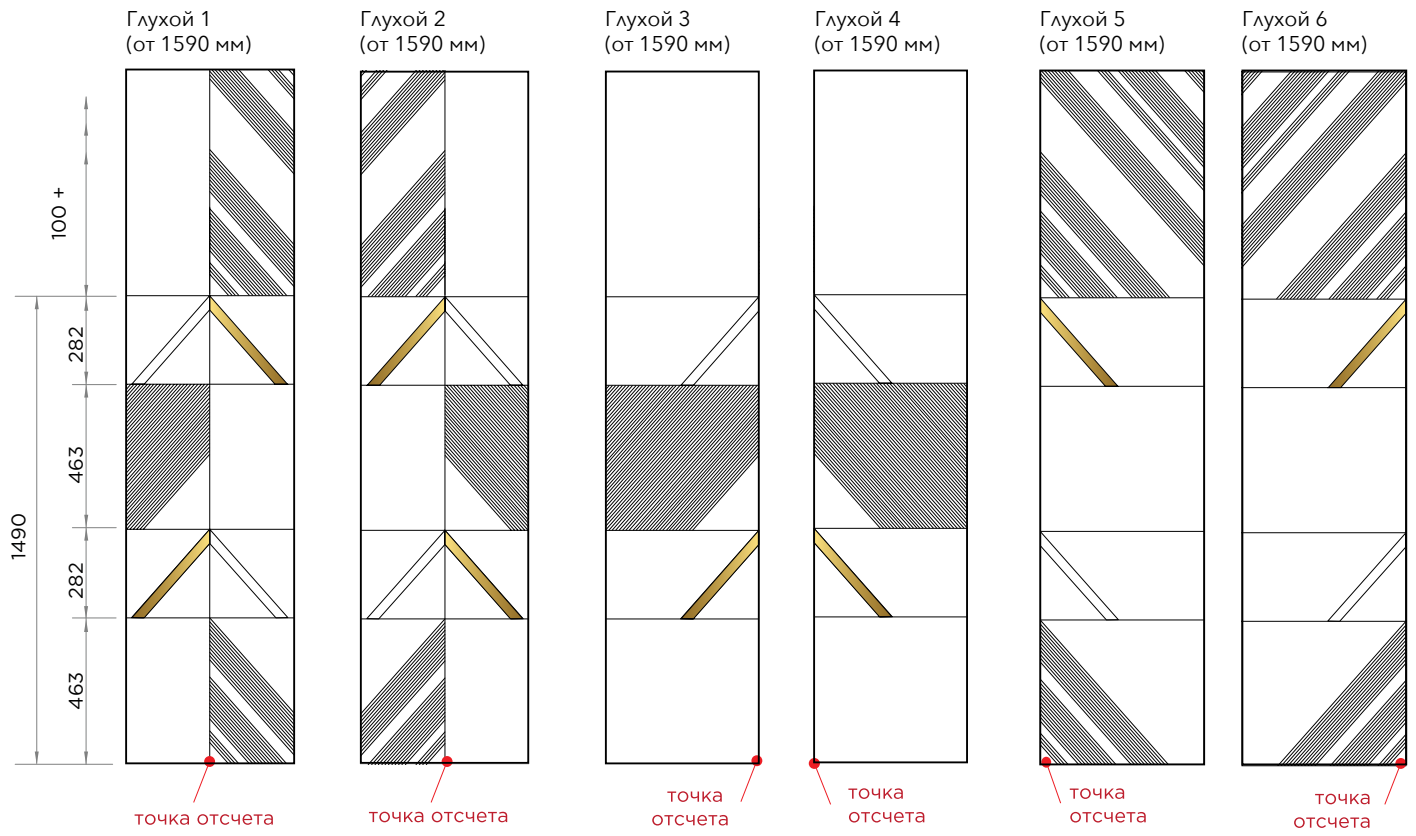 Глухой 1
(от 1590 мм)
Глухой 2
(от 1590 мм)
Глухой 3
(от 1590 мм)
Глухой 4
(от 1590 мм)
Глухой 5
(от 1590 мм)
Глухой 6
(от 1590 мм)
100 +
282
463
1490
282
463
точка отсчета
точка отсчета
точка
отсчета
точка
отсчета
точка
отсчета
точка
отсчета